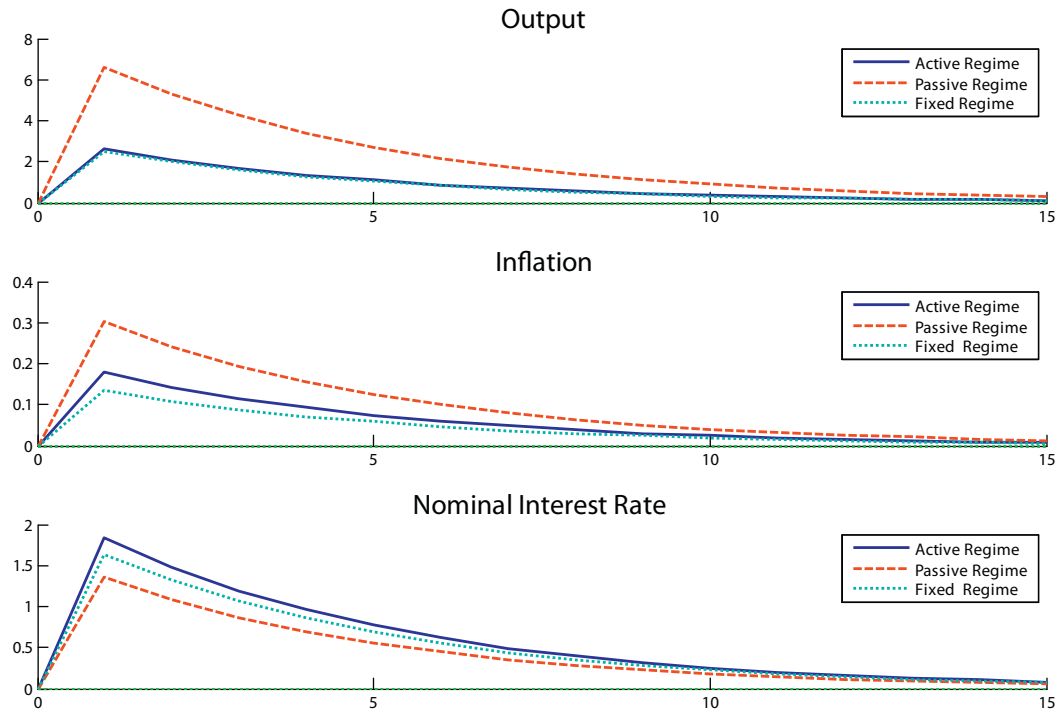 Output
8
6
4
2
0
0
5
10
15
Active Regime
Passive Regime
Fixed Regime
Inflation
0.4
0.3
0.2
0.1
0
0
5
10
15
Active Regime
Passive Regime
Fixed Regime
Nominal Interest Rate
2
1.5
1
0.5
0
0
5
10
15
Active Regime
Passive Regime
Fixed Regime